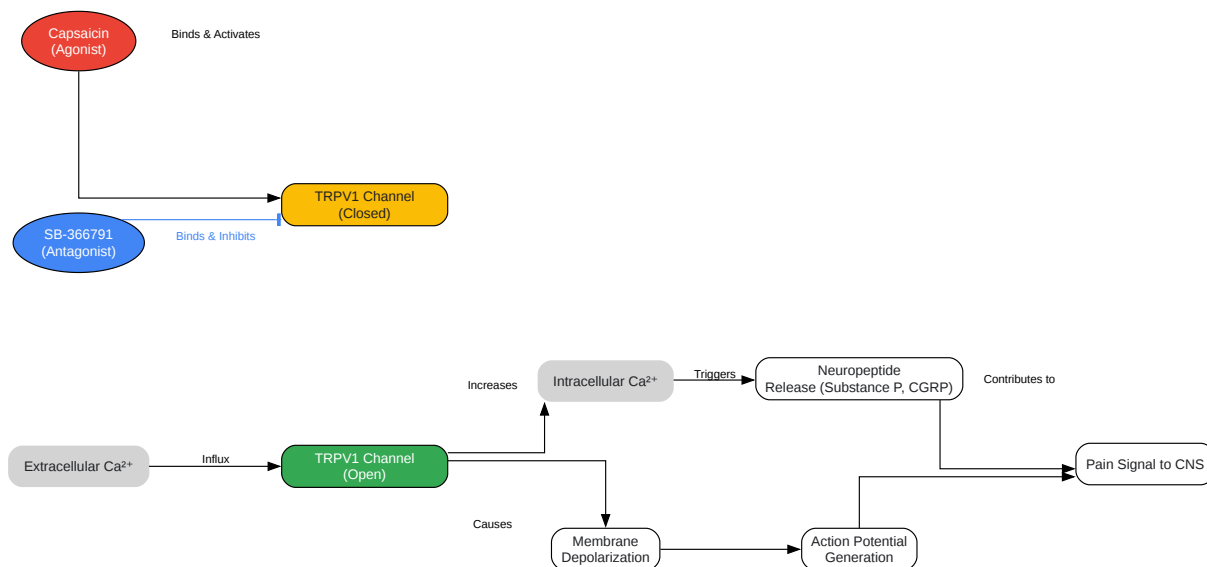 Capsaicin
(Agonist)
Binds & Activates
TRPV1 Channel
(Closed)
SB-366791
(Antagonist)
Binds & Inhibits
Increases
Intracellular Ca²⁺
Triggers
Neuropeptide
Release (Substance P, CGRP)
Contributes to
Extracellular Ca²⁺
Influx
TRPV1 Channel
(Open)
Pain Signal to CNS
Causes
Membrane
Depolarization
Action Potential
Generation